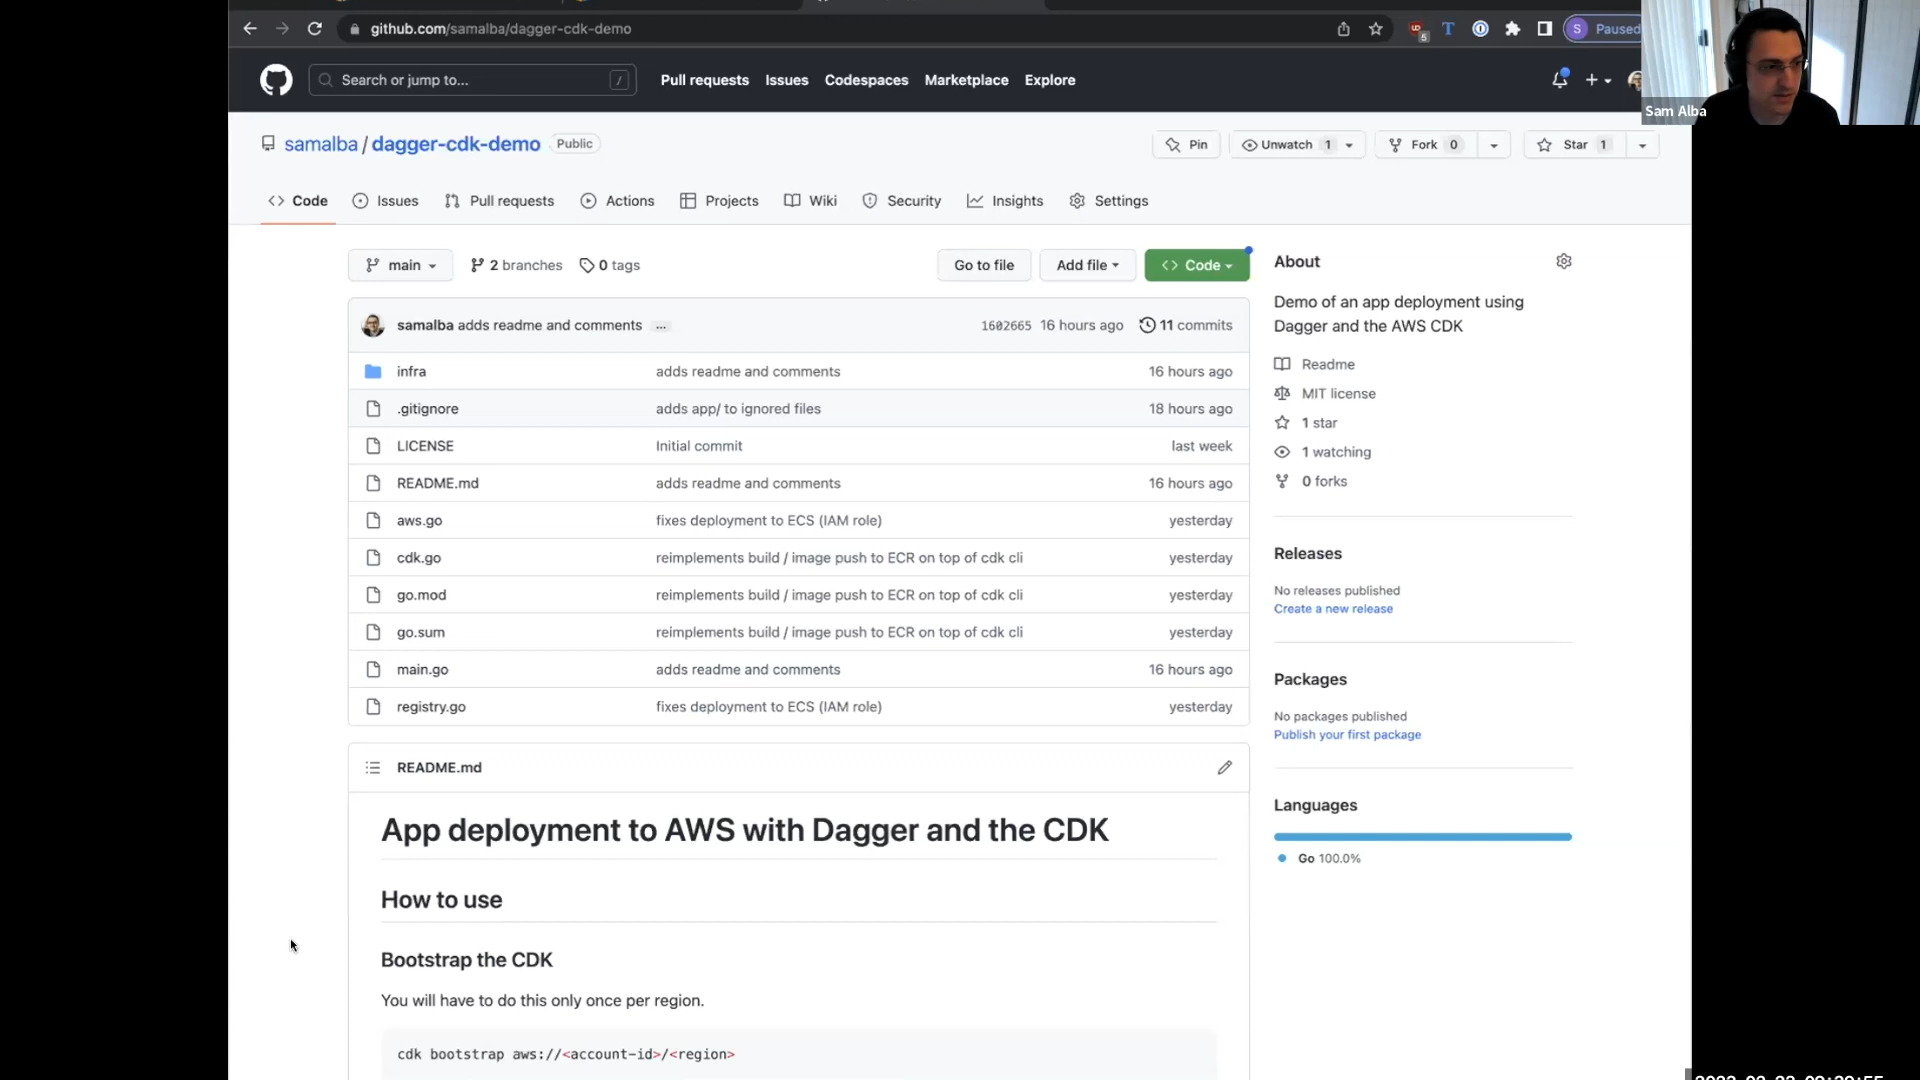 github.com/samalba/dagger-cdk-demo
5
S Paused
Search or jump to... /
Pull requests Issues Codespaces Marketplace Explore
Sam Alba
samalba / dagger-cdk-demo Public
Pin Unwatch 1 Fork 0 Star 1
Code Issues Pull requests Actions Projects Wiki Security Insights Settings
main 2 branches 0 tags Go to file Add file Code
samalba adds readme and comments ... 1602665 16 hours ago 11 commits
infra adds readme and comments 16 hours ago
.gitignore adds app/ to ignored files 18 hours ago
LICENSE Initial commit last week
README.md adds readme and comments 16 hours ago
aws.go fixes deployment to ECS (IAM role) yesterday
cdk.go reimplements build / image push to ECR on top of cdk cli yesterday
go.mod reimplements build / image push to ECR on top of cdk cli yesterday
go.sum reimplements build / image push to ECR on top of cdk cli yesterday
main.go adds readme and comments 16 hours ago
registry.go fixes deployment to ECS (IAM role) yesterday
README.md
App deployment to AWS with Dagger and the CDK
How to use
Bootstrap the CDK
You will have to do this only once per region.
cdk bootstrap aws://<account-id>/<region>
About
Demo of an app deployment using
Dagger and the AWS CDK
Readme
MIT license
1 star
1 watching
0 forks
Releases
No releases published
Create a new release
Packages
No packages published
Publish your first package
Languages
Go 100.0%